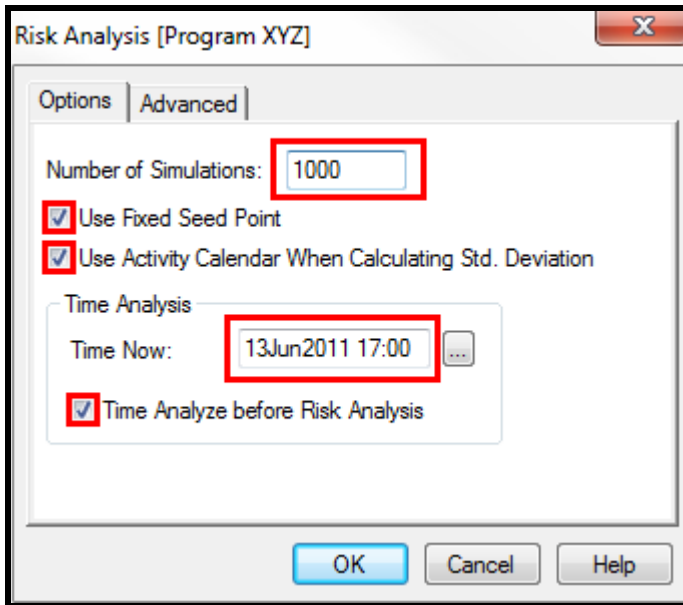 Risk Analysis [Program XYZ]
Options
Advanced
Number of Simulations: 1000
Use Fixed Seed Point
Use Activity Calendar When Calculating Std. Deviation
Time Analysis
Time Now: 13Jun2011 17:00 ...
Time Analyze before Risk Analysis
OK Cancel Help